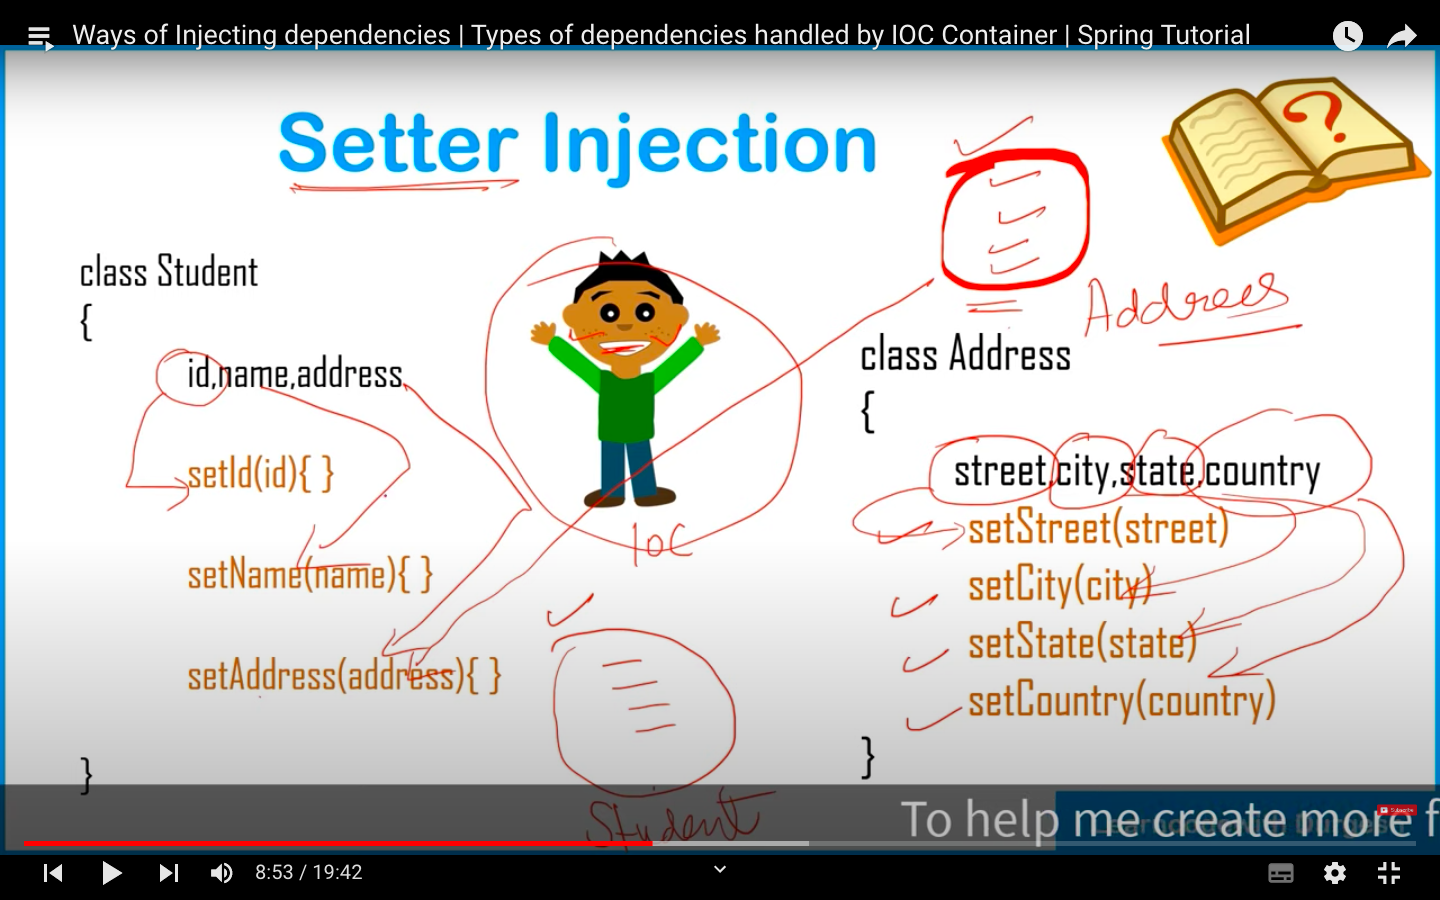 Ways of Injecting dependencies | Types of dependencies handled by IOC Container | Spring Tutorial
Setter Injection
?
class Student
{
id,name,address
setId(id){ }
setName(name){ }
setAddress(address){ }
}
IOC
Student
Address
class Address
{
street,city,state,country
setStreet(street)
setCity(city)
setState(state)
setCountry(country)
}
To help me create more f
Subscribe
8:53 / 19:42